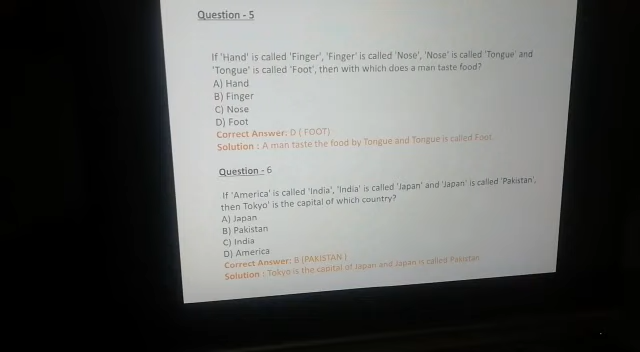 Question - 5
If 'Hand' is called 'Finger', 'Finger' is called 'Nose', 'Nose' is called 'Tongue' and
'Tongue' is called 'Foot', then with which does a man taste food?
A) Hand
B) Finger
C) Nose
D) Foot
Correct Answer: D ( FOOT)
Solution : A man taste the food by Tongue and Tongue is called Foot.
Question - 6
If 'America' is called 'India', 'India' is called 'Japan' and 'Japan' is called 'Pakistan',
then Tokyo' is the capital of which country?
A) Japan
B) Pakistan
C) India
D) America
Correct Answer: B (PAKISTAN )
Solution : Tokyo is the capital of Japan and Japan is called Pakistan